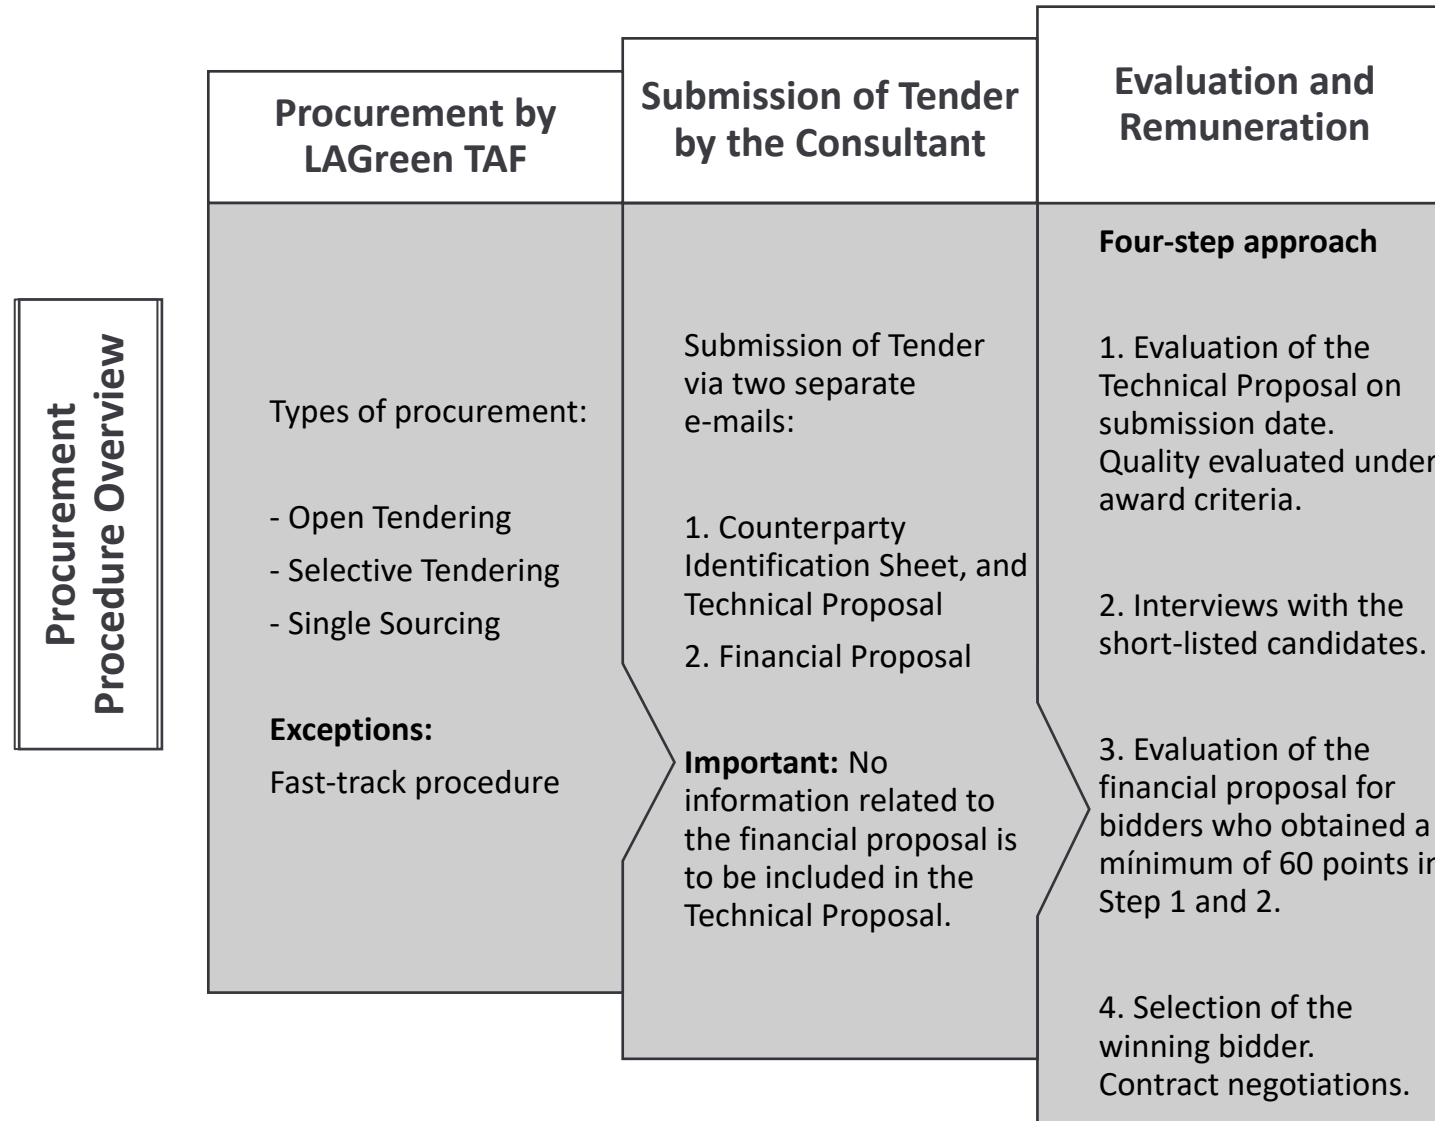 Procurement
Procedure Overview
Procurement by
LAGreen TAF
Types of procurement:
- Open Tendering
- Selective Tendering
- Single Sourcing
Exceptions:
Fast-track procedure
Submission of Tender
by the Consultant
Submission of Tender
via two separate
e-mails:
1. Counterparty
Identification Sheet, and
Technical Proposal
2. Financial Proposal
Important: No
information related to
the financial proposal is
to be included in the
Technical Proposal.
Evaluation and
Remuneration
Four-step approach
1. Evaluation of the
Technical Proposal on
submission date.
Quality evaluated under
award criteria.
2. Interviews with the
short-listed candidates.
3. Evaluation of the
financial proposal for
bidders who obtained a
mínimum of 60 points in
Step 1 and 2.
4. Selection of the
winning bidder.
Contract negotiations.